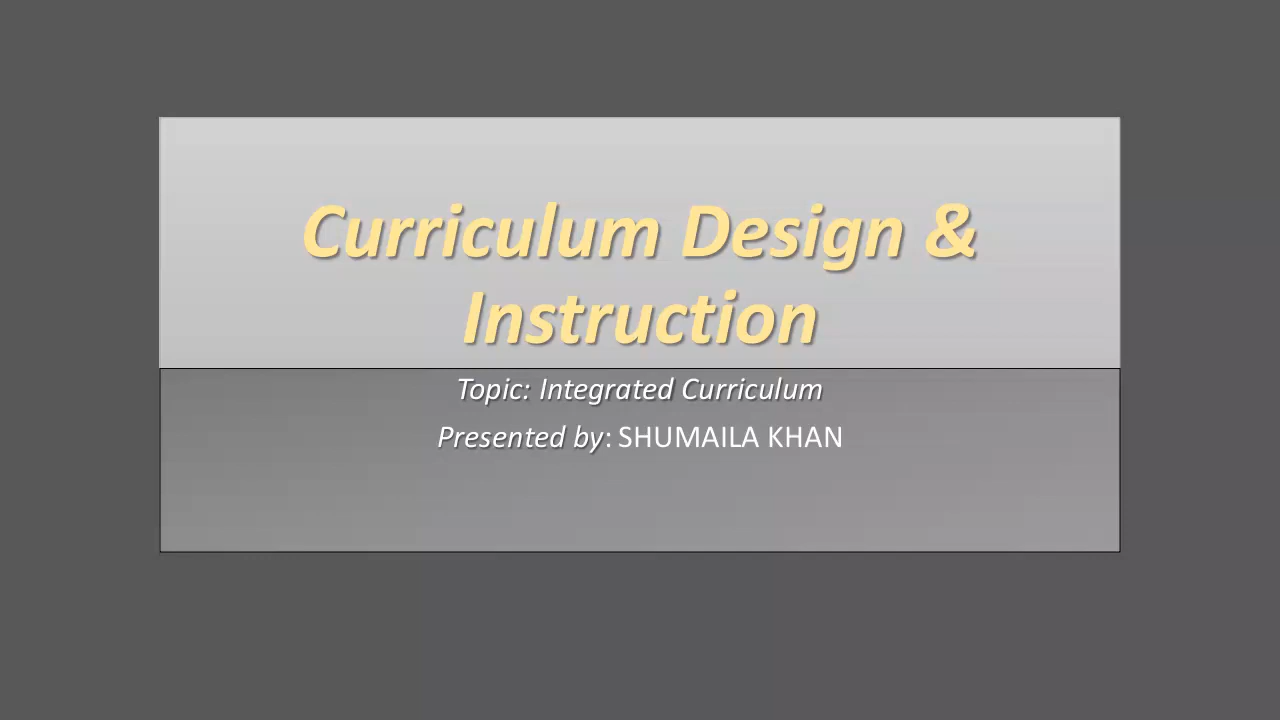 Curriculum Design &
Instruction
Topic: Integrated Curriculum
Presented by: SHUMAILA KHAN